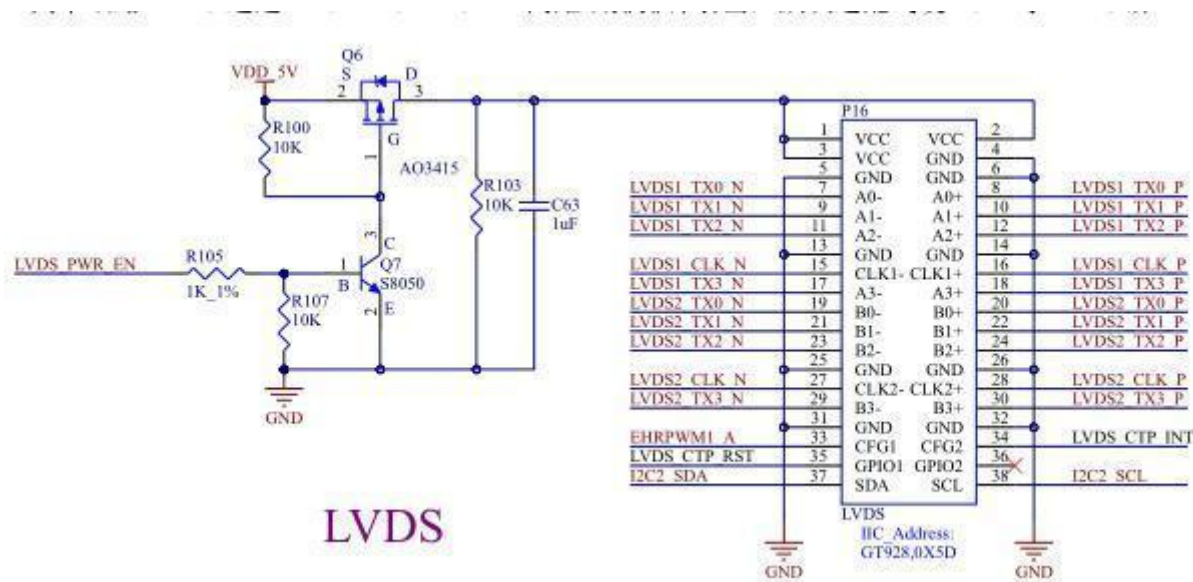 Q6
S D
VDD_5V
2 3
R100
10K
G
1
AO3415
R103
10K
C63
1uF
3
C
LVDS_PWR_EN
R105
1K_1%
1
B
Q7
S8050
2
E
R107
10K
GND
LVDS
P16
1 VCC VCC 2
3 VCC GND 4
5 GND GND 6
LVDS1_TX0_N 7 A0- A0+ 8 LVDS1_TX0_P
LVDS1_TX1_N 9 A1- A1+ 10 LVDS1_TX1_P
LVDS1_TX2_N 11 A2- A2+ 12 LVDS1_TX2_P
13 GND GND 14
LVDS1_CLK_N 15 CLK1- CLK1+ 16 LVDS1_CLK_P
LVDS1_TX3_N 17 A3- A3+ 18 LVDS1_TX3_P
LVDS2_TX0_N 19 B0- B0+ 20 LVDS2_TX0_P
LVDS2_TX1_N 21 B1- B1+ 22 LVDS2_TX1_P
LVDS2_TX2_N 23 B2- B2+ 24 LVDS2_TX2_P
25 GND GND 26
LVDS2_CLK_N 27 CLK2- CLK2+ 28 LVDS2_CLK_P
LVDS2_TX3_N 29 B3- B3+ 30 LVDS2_TX3_P
31 GND GND 32
EHRPWM1_A 33 CFG1 CFG2 34 LVDS_CTP_INT
LVDS_CTP_RST 35 GPIO1 GPIO2 36
I2C2_SDA 37 SDA SCL 38 I2C2_SCL
LVDS
IIC_Address:
GT928,0X5D
GND GND